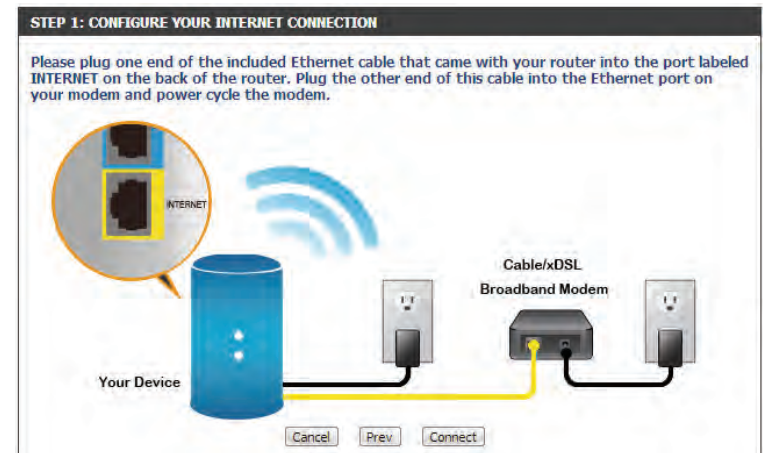 STEP 1: CONFIGURE YOUR INTERNET CONNECTION
Please plug one end of the included Ethernet cable that came with your router into the port labeled
INTERNET on the back of the router. Plug the other end of this cable into the Ethernet port on
your modem and power cycle the modem.
INTERNET
Cable/xDSL
Broadband Modem
Your Device
Cancel Prev Connect